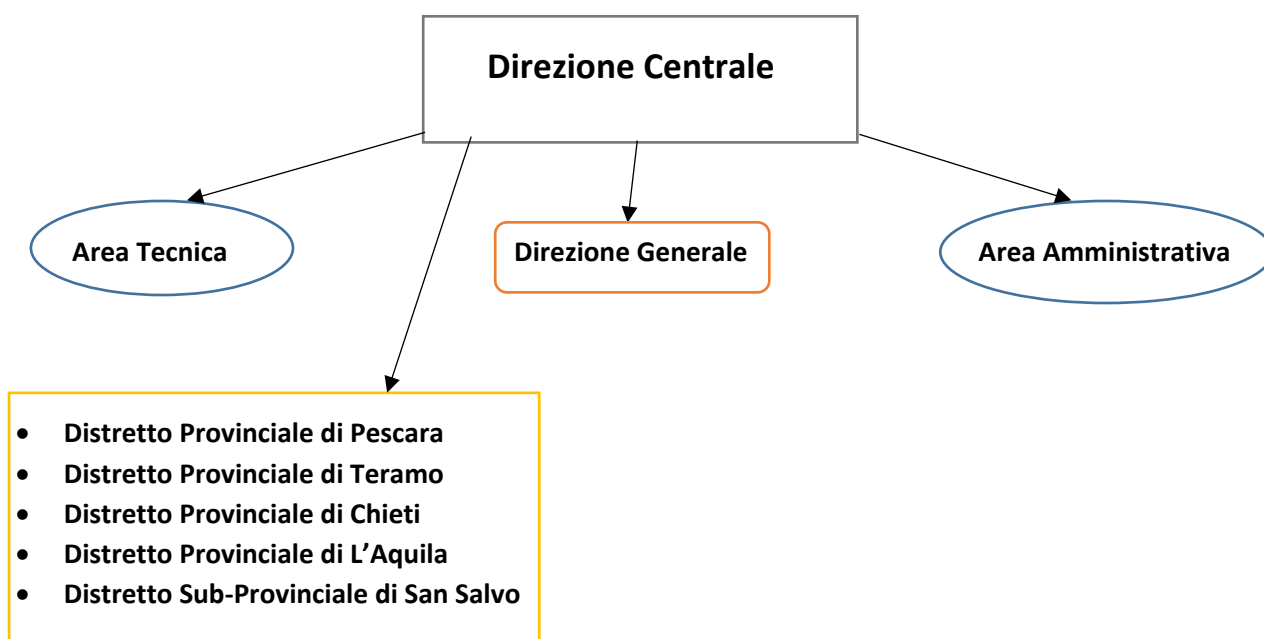 Direzione Centrale
Area Tecnica
Direzione Generale
Area Amministrativa
• Distretto Provinciale di Pescara
• Distretto Provinciale di Teramo
• Distretto Provinciale di Chieti
• Distretto Provinciale di L’Aquila
• Distretto Sub-Provinciale di San Salvo